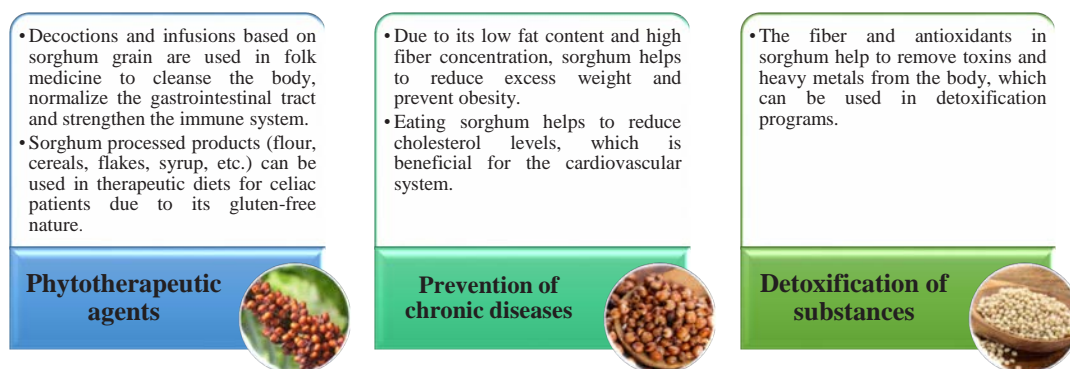 • Decoctions and infusions based on
sorghum grain are used in folk
medicine to cleanse the body,
normalize the gastrointestinal tract
and strengthen the immune system.
• Sorghum processed products (flour,
cereals, flakes, syrup, etc.) can be
used in therapeutic diets for celiac
patients due to its gluten-free
nature.
Phytotherapeutic
agents
• Due to its low fat content and high
fiber concentration, sorghum helps
to reduce excess weight and
prevent obesity.
• Eating sorghum helps to reduce
cholesterol levels, which is
beneficial for the cardiovascular
system.
Prevention of
chronic diseases
• The fiber and antioxidants in
sorghum help to remove toxins and
heavy metals from the body, which
can be used in detoxification
programs.
Detoxification of
substances